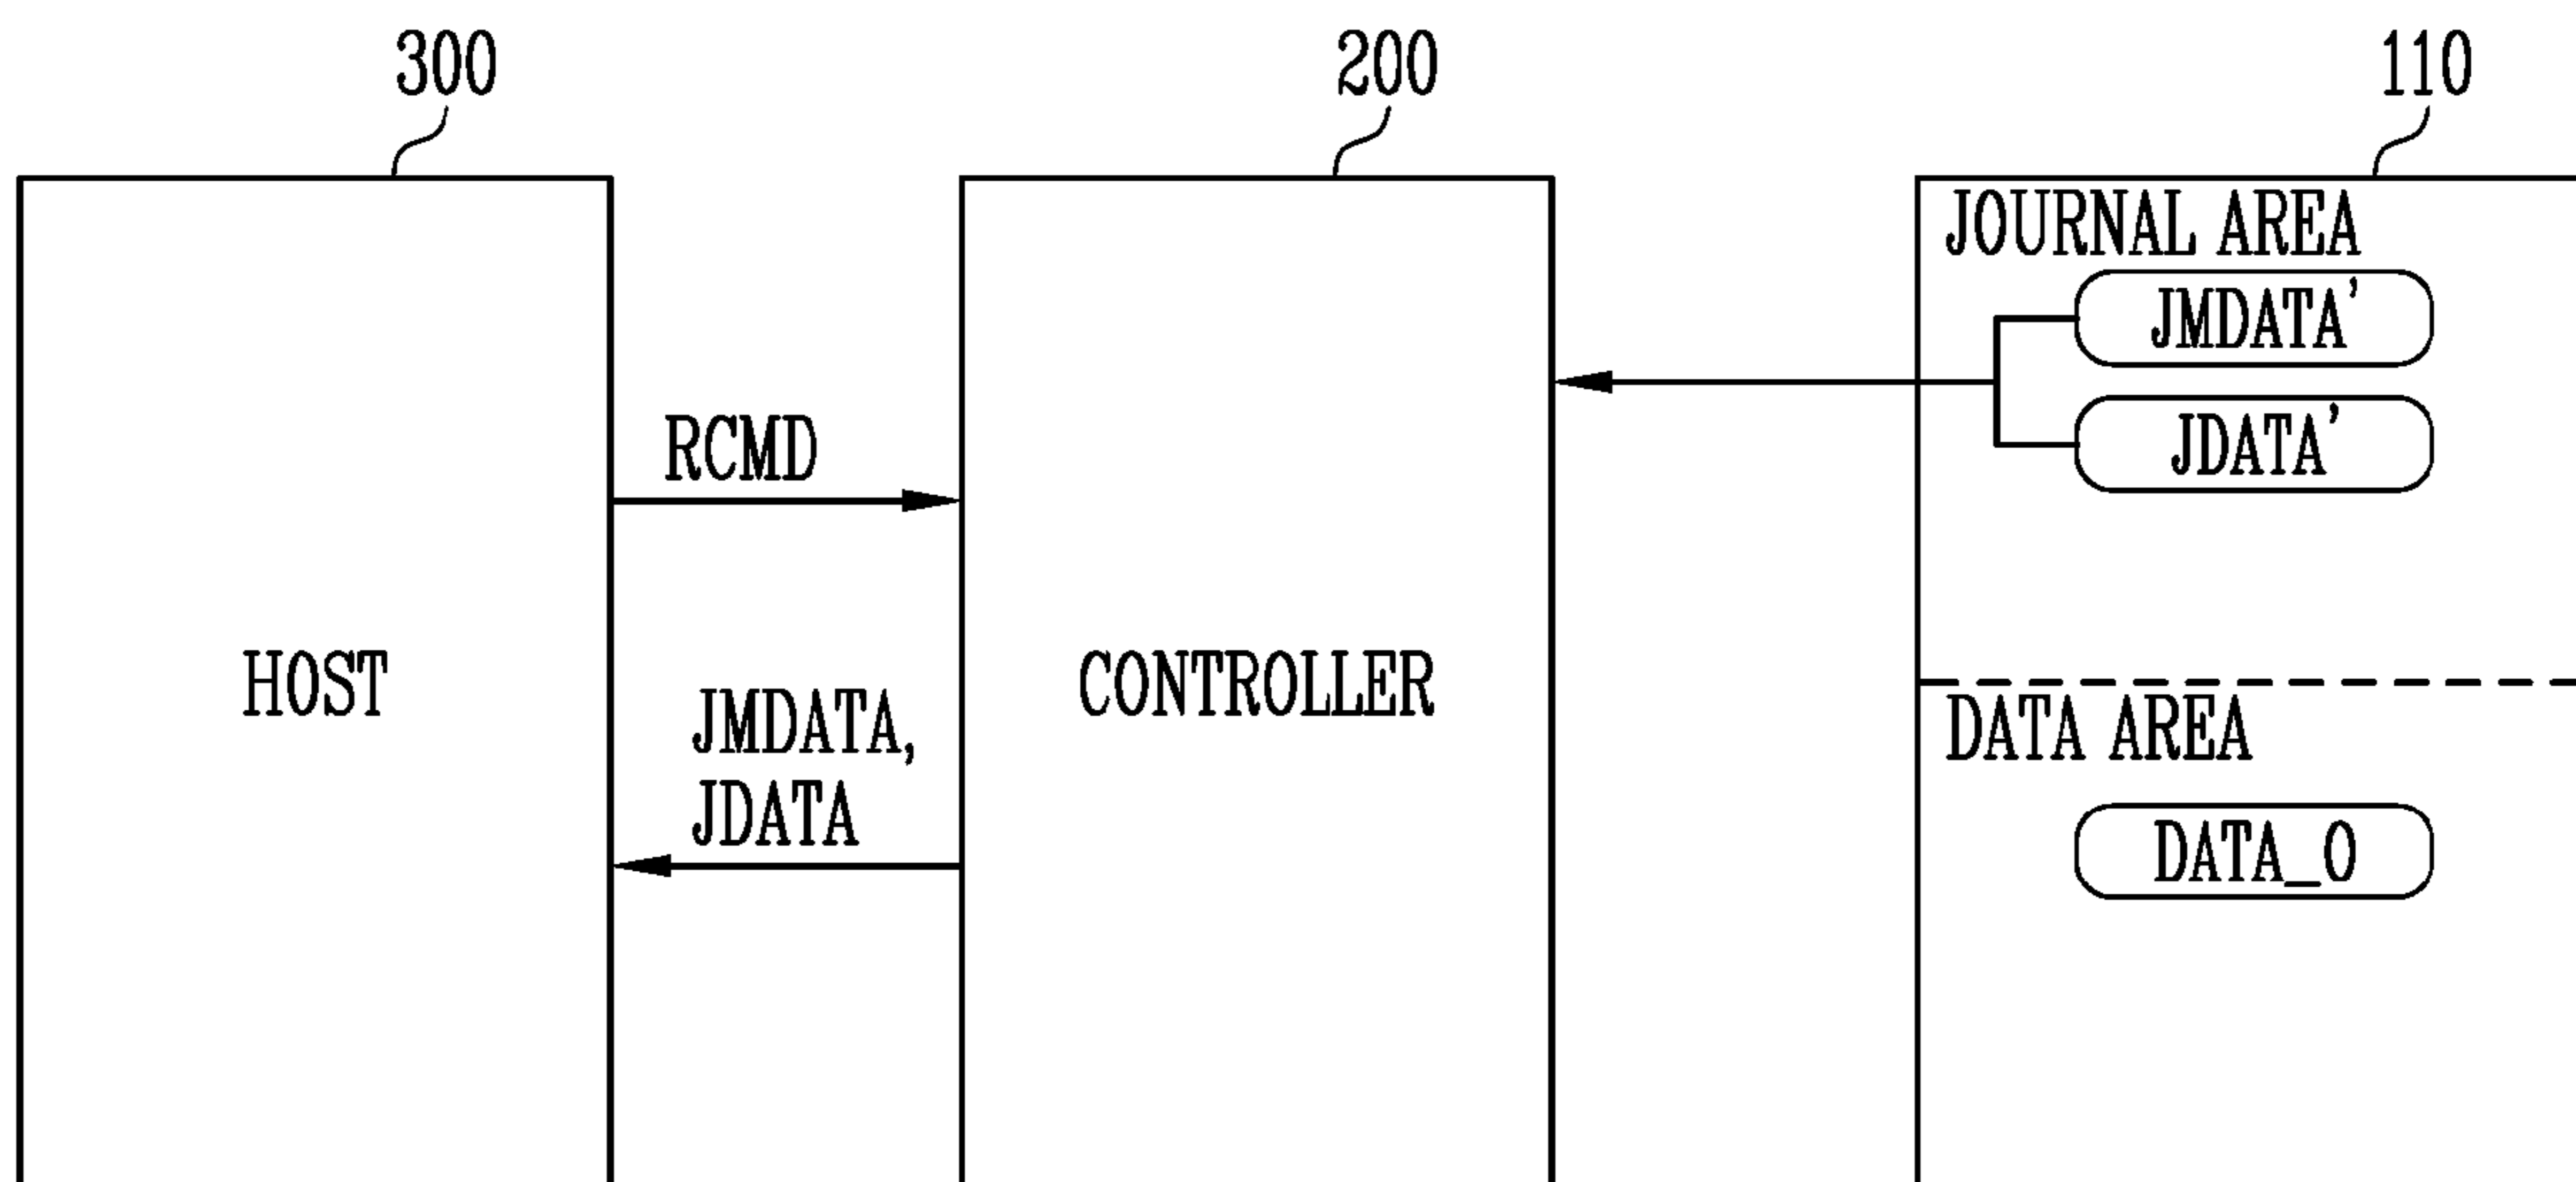 300
200
110
JOURNAL AREA
JMDATA'
JDATA'
RCMD
HOST
JMDATA,
JDATA
CONTROLLER
DATA AREA
DATA_O